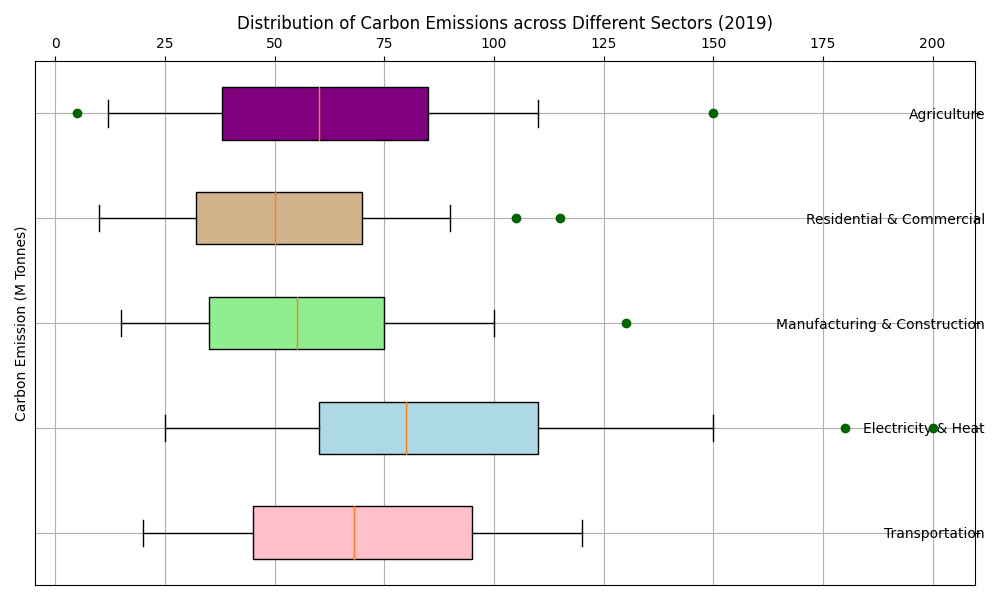 Distribution of Carbon Emissions across Different Sectors (2019)
0 25 50 75 100 125 150 175 200
Agriculture
Residential & Commercial
Manufacturing & Construction
Electricity & Heat
Transportation
Carbon Emission (M Tonnes)